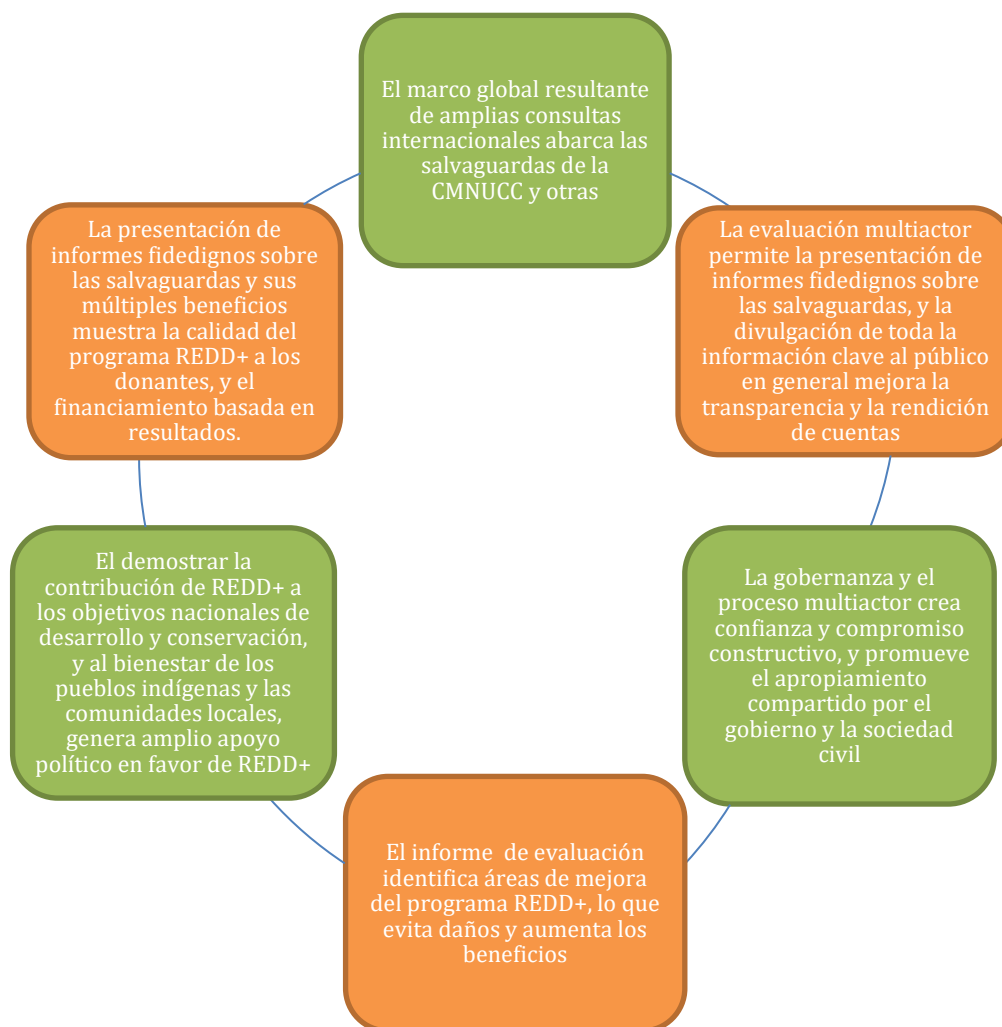 El marco global resultante
de amplias consultas
internacionales abarca las
salvaguardas de la
CMNUCC y otras
La evaluación multiactor
permite la presentación de
informes fidedignos sobre
las salvaguardas, y la
divulgación de toda la
información clave al público
en general mejora la
transparencia y la rendición
de cuentas
La gobernanza y el
proceso multiactor crea
confianza y compromiso
constructivo, y promueve
el apropiamiento
compartido por el
gobierno y la sociedad
civil
El informe  de evaluación
identifica áreas de mejora
del programa REDD+, lo que
evita daños y aumenta los
beneficios
El demostrar la
contribución de REDD+ a
los objetivos nacionales de
desarrollo y conservación,
y al bienestar de los
pueblos indígenas y las
comunidades locales,
genera amplio apoyo
político en favor de REDD+
La presentación de
informes fidedignos sobre
las salvaguardas y sus
múltiples beneficios
muestra la calidad del
programa REDD+ a los
donantes, y el
financiamiento basada en
resultados.